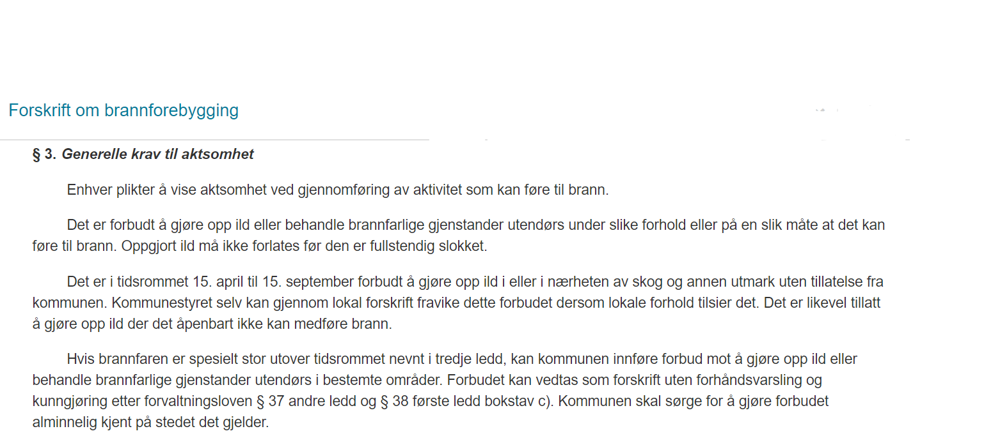 Forskrift om brannforebygging
§ 3. Generelle krav til aktsomhet
Enhver plikter å vise aktsomhet ved gjennomføring av aktivitet som kan føre til brann.
Det er forbudt å gjøre opp ild eller behandle brannfarlige gjenstander utendørs under slike forhold eller på en slik måte at det kan
føre til brann. Oppgjort ild må ikke forlates før den er fullstendig slokket.
Det er i tidsrommet 15. april til 15. september forbudt å gjøre opp ild i eller i nærheten av skog og annen utmark uten tillatelse fra
kommunen. Kommunestyret selv kan gjennom lokal forskrift fravike dette forbudet dersom lokale forhold tilsier det. Det er likevel tillatt
å gjøre opp ild der det åpenbart ikke kan medføre brann.
Hvis brannfaren er spesielt stor utover tidsrommet nevnt i tredje ledd, kan kommunen innføre forbud mot å gjøre opp ild eller
behandle brannfarlige gjenstander utendørs i bestemte områder. Forbudet kan vedtas som forskrift uten forhåndsvarsling og
kunngjøring etter forvaltningsloven § 37 andre ledd og § 38 første ledd bokstav c). Kommunen skal sørge for å gjøre forbudet
alminnelig kjent på stedet det gjelder.